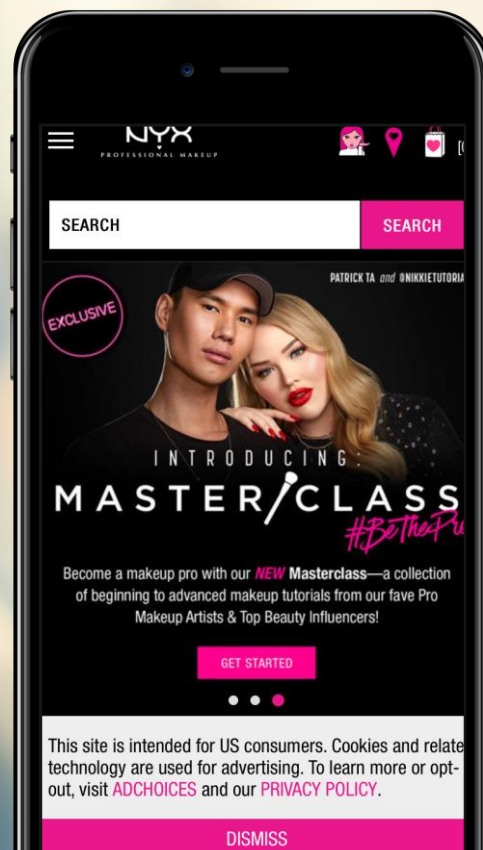 NYX
PROFESSIONAL MAKEUP
SEARCH
SEARCH
EXCLUSIVE
PATRICK TA and @NIKKIETUTORIA
INTRODUCING:
MASTER/CLASS
#BeThePro
Become a makeup pro with our NEW Masterclass—a collection
of beginning to advanced makeup tutorials from our fave Pro
Makeup Artists & Top Beauty Influencers!
GET STARTED
This site is intended for US consumers. Cookies and relate
technology are used for advertising. To learn more or opt-
out, visit ADCHOICES and our PRIVACY POLICY.
DISMISS